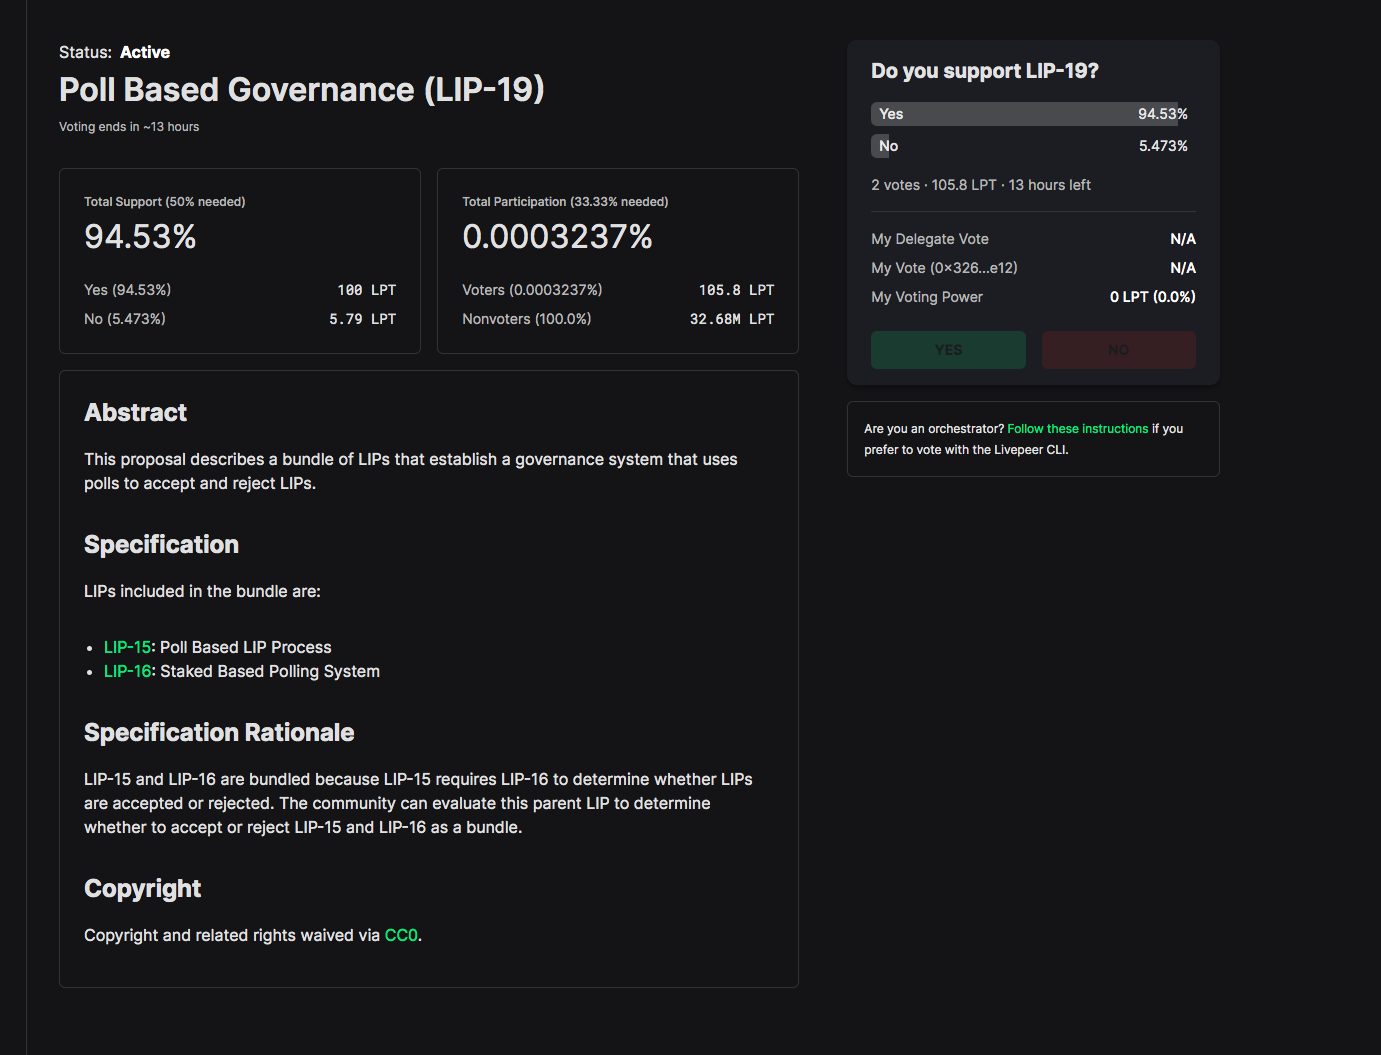 Status: Active
Poll Based Governance (LIP-19)
Voting ends in ~13 hours
Total Support (50% needed)
94.53%
Yes (94.53%) 100 LPT
No (5.473%) 5.79 LPT
Total Participation (33.33% needed)
0.0003237%
Voters (0.0003237%) 105.8 LPT
Nonvoters (100.0%) 32.68M LPT
Abstract
This proposal describes a bundle of LIPs that establish a governance system that uses
polls to accept and reject LIPs.
Specification
LIPs included in the bundle are:
• LIP-15: Poll Based LIP Process
• LIP-16: Staked Based Polling System
Specification Rationale
LIP-15 and LIP-16 are bundled because LIP-15 requires LIP-16 to determine whether LIPs
are accepted or rejected. The community can evaluate this parent LIP to determine
whether to accept or reject LIP-15 and LIP-16 as a bundle.
Copyright
Copyright and related rights waived via CC0.
Do you support LIP-19?
Yes 94.53%
No 5.473%
2 votes · 105.8 LPT · 13 hours left
My Delegate Vote N/A
My Vote (0×326...e12) N/A
My Voting Power 0 LPT (0.0%)
YES NO
Are you an orchestrator? Follow these instructions if you
prefer to vote with the Livepeer CLI.